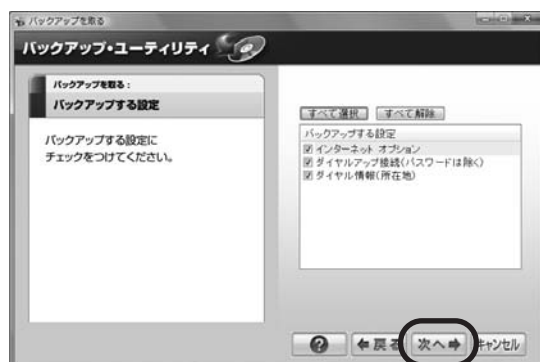 バックアップを取る
バックアップ・ユーティリティ
バックアップを取る：
バックアップする設定
バックアップする設定に
チェックをつけてください。
すべて選択 すべて解除
バックアップする設定
インターネット オプション
ダイヤルアップ接続(パスワードは除く)
ダイヤル情報(所在地)
? 戻る 次へ キャンセル